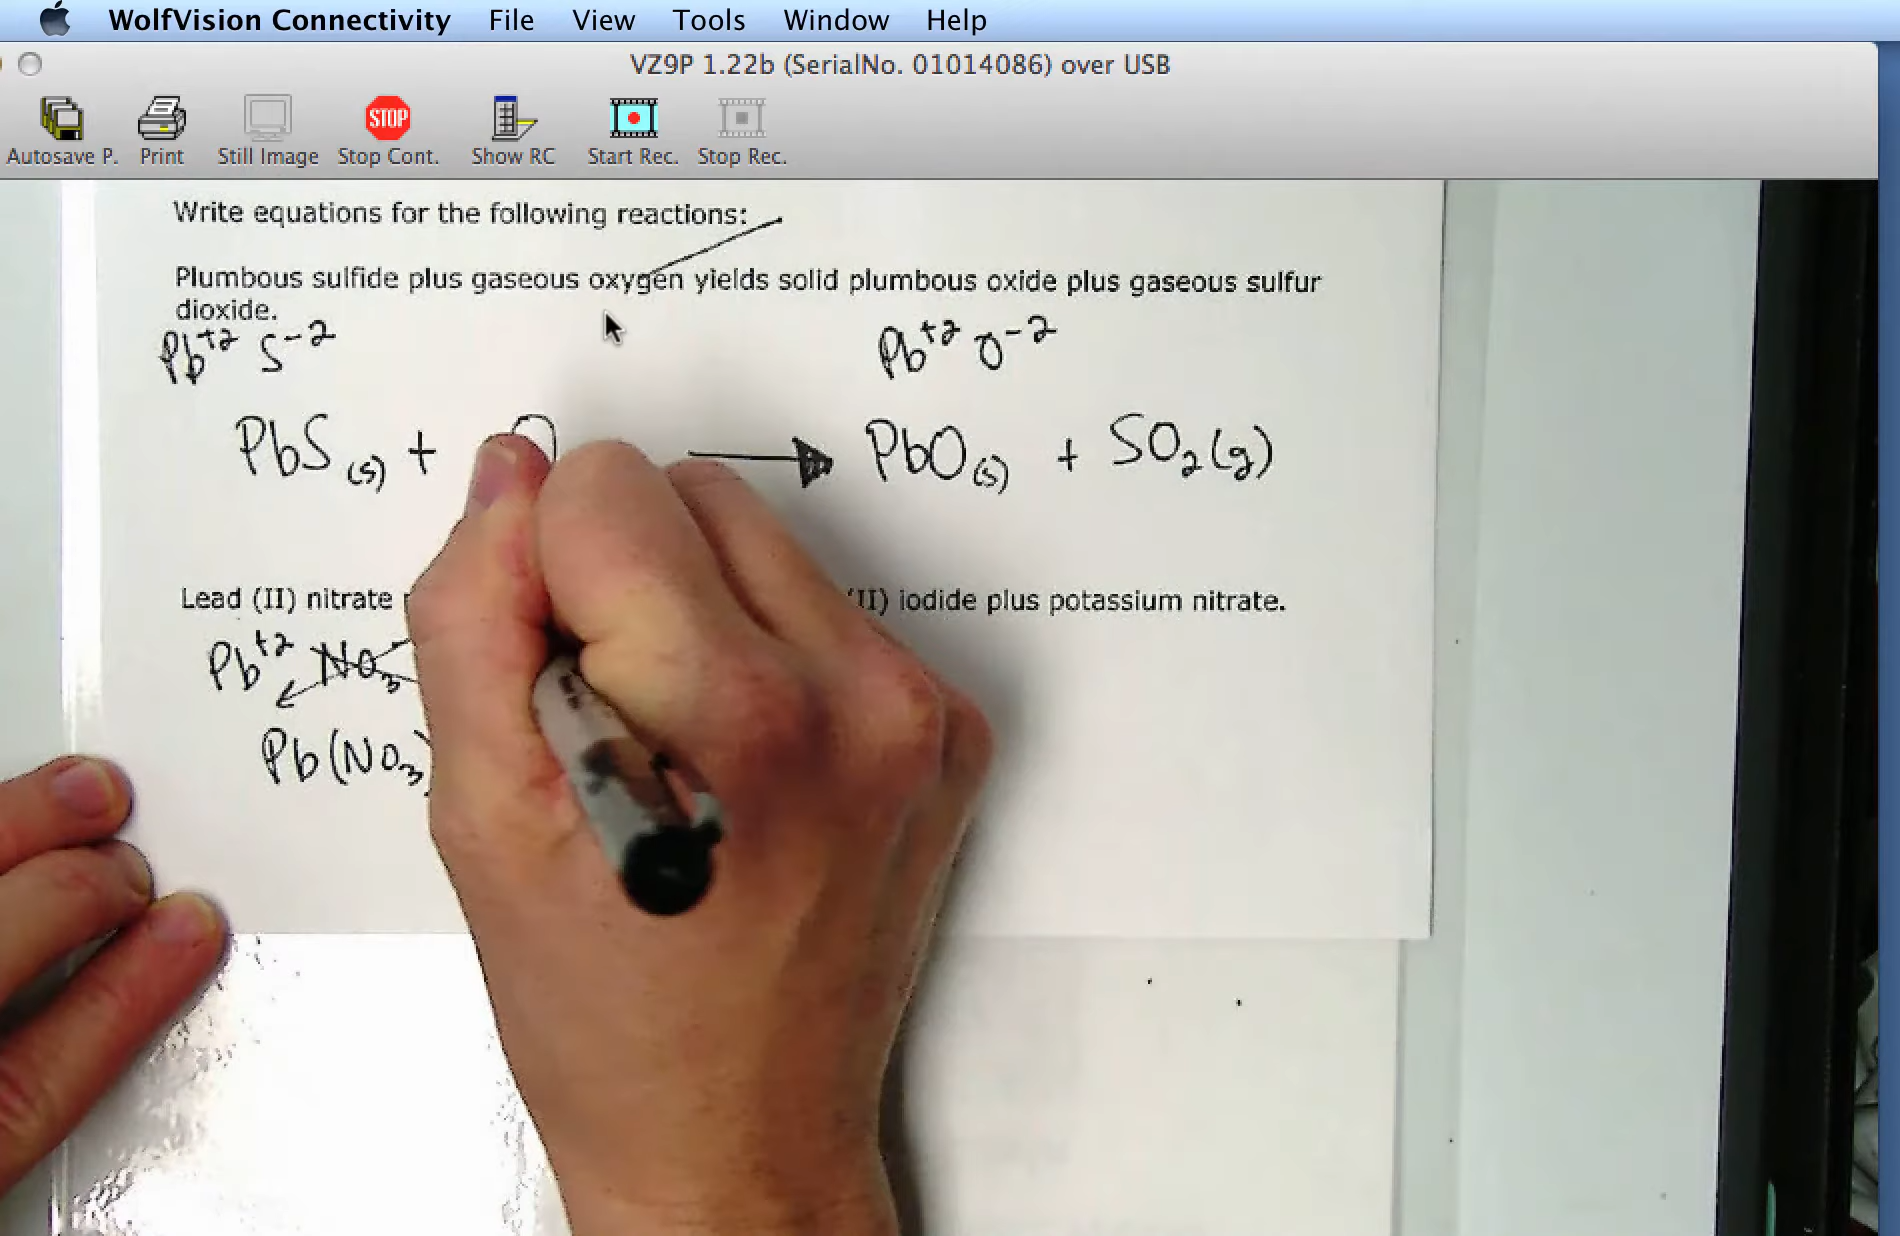 WolfVision Connectivity File View Tools Window Help
VZ9P 1.22b (SerialNo. 01014086) over USB
Autosave P. Print Still Image Stop Cont. Show RC Start Rec. Stop Rec.
STOP
Write equations for the following reactions:
Plumbous sulfide plus gaseous oxygen yields solid plumbous oxide plus gaseous sulfur
dioxide.
Pb+2 S-2 Pb+2 O-2
PbS(s) + O → PbO(s) + SO2(g)
Lead (II) nitrate (II) iodide plus potassium nitrate.
Pb+2 NO3
Pb(NO3)